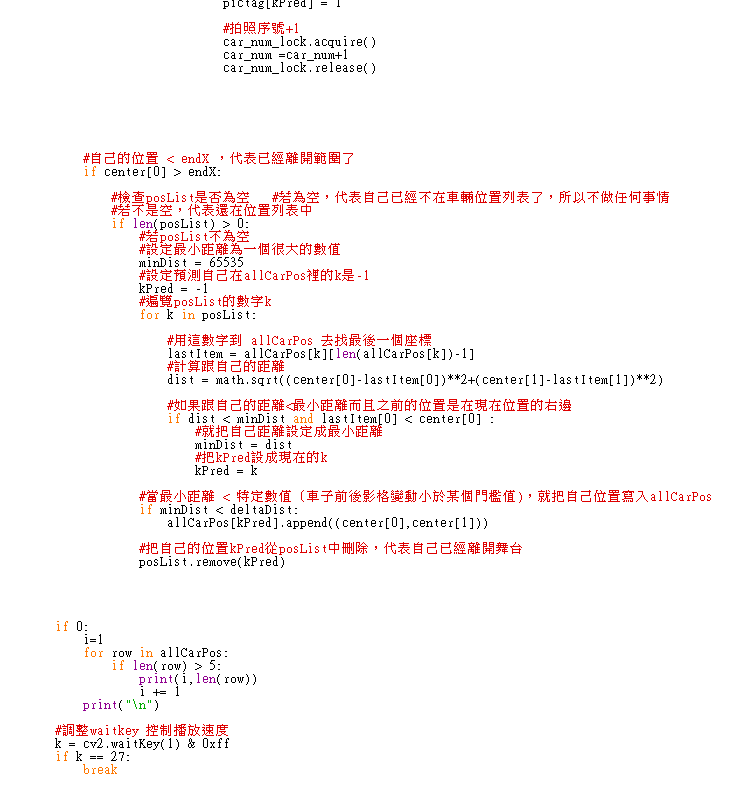 pictag[kPred] = 1
#拍照序號+1
car_num_lock.acquire()
car_num =car_num+1
car_num_lock.release()
#自己的位置 < endX ，代表已經離開範圍了
if center[0] > endX:
#檢查posList是否為空   #若為空，代表自己已經不在車輛位置列表了，所以不做任何事情
#若不是空，代表還在位置列表中
if len(posList) > 0:
#若posList不為空
#設定最小距離為一個很大的數值
minDist = 65535
#設定預測自己在allCarPos裡的k是-1
kPred = -1
#遍覽posList的數字k
for k in posList:
#用這數字到 allCarPos 去找最後一個座標
lastItem = allCarPos[k][len(allCarPos[k])-1]
#計算跟自己的距離
dist = math.sqrt((center[0]-lastItem[0])**2+(center[1]-lastItem[1])**2)
#如果跟自己的距離<最小距離而且之前的位置是在現在位置的右邊
if dist < minDist and lastItem[0] < center[0] :
#就把自己距離設定成最小距離
minDist = dist
#把kPred設成現在的k
kPred = k
#當最小距離 < 特定數值 (車子前後影格變動小於某個門檻值)，就把自己位置寫入allCarPos
if minDist < deltaDist:
allCarPos[kPred].append((center[0],center[1]))
#把自己的位置kPred從posList中刪除，代表自己已經離開舞台
posList.remove(kPred)
if 0:
i=1
for row in allCarPos:
if len(row) > 5:
print(i,len(row))
i += 1
print("\n")
#調整waitkey 控制播放速度
k = cv2.waitKey(1) & 0xff
if k == 27:
break